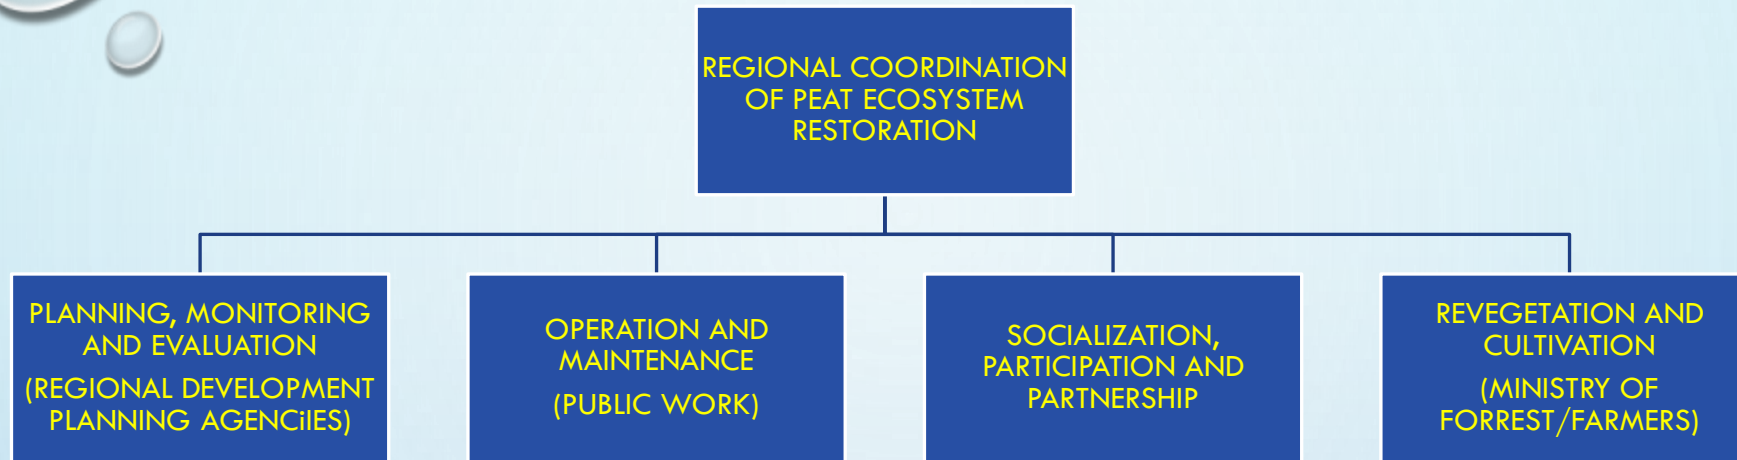 REGIONAL COORDINATION
OF PEAT ECOSYSTEM
RESTORATION
PLANNING, MONITORING
AND EVALUATION
(REGIONAL DEVELOPMENT
PLANNING AGENCiIES)
OPERATION AND
MAINTENANCE
(PUBLIC WORK)
SOCIALIZATION,
PARTICIPATION AND
PARTNERSHIP
REVEGETATION AND
CULTIVATION
(MINISTRY OF
FORREST/FARMERS)